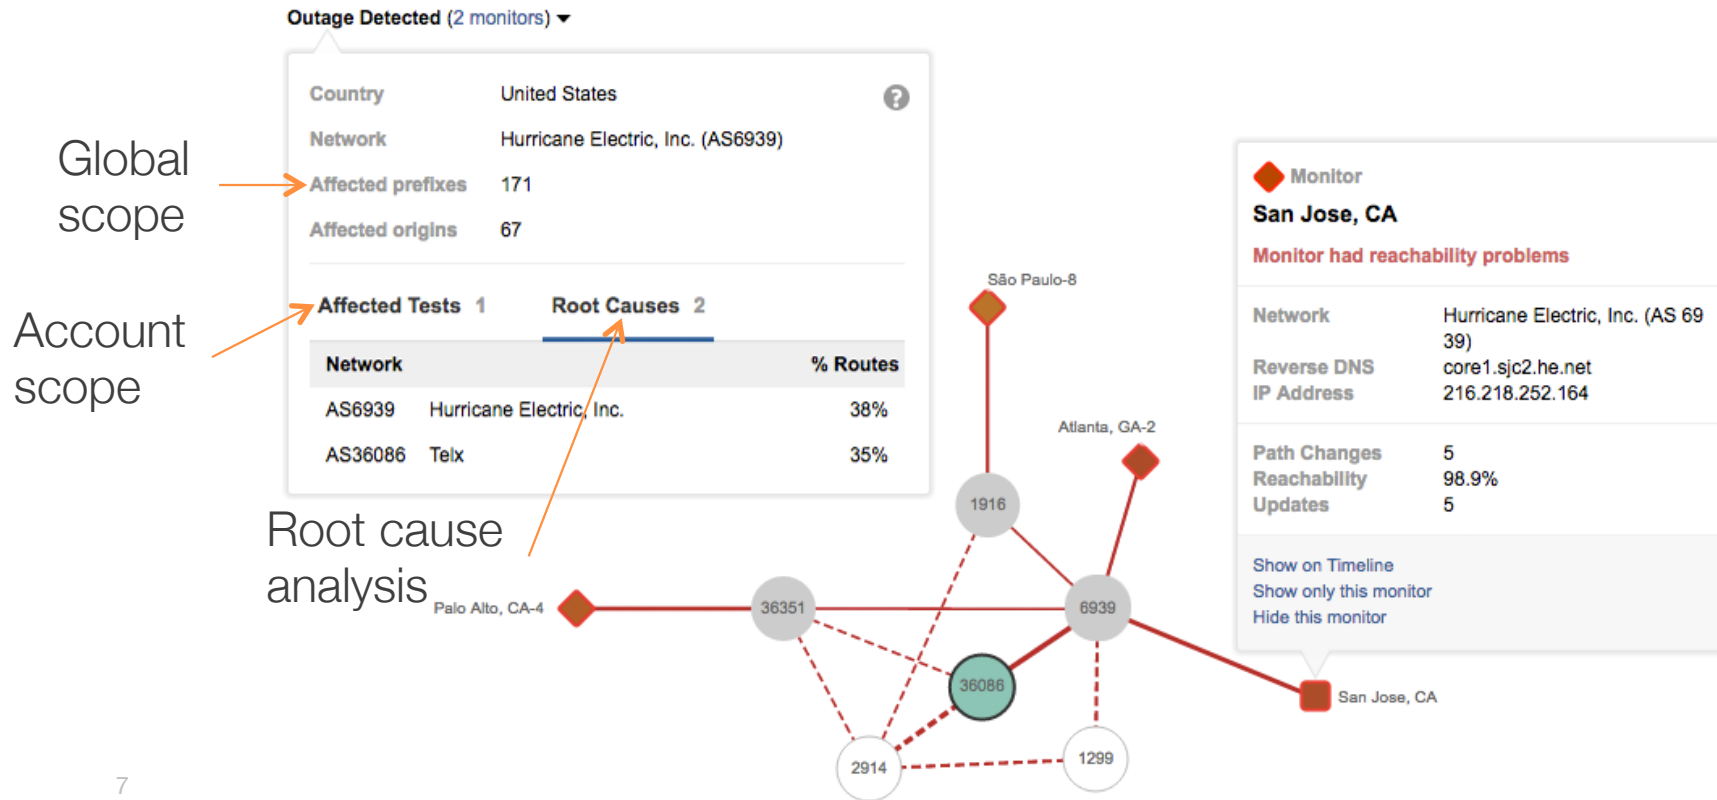 Outage Detected (2 monitors)
Country United States ?
Network Hurricane Electric, Inc. (AS6939)
Affected prefixes 171
Affected origins 67
Affected Tests 1 Root Causes 2
Network % Routes
AS6939 Hurricane Electric, Inc. 38%
AS36086 Telx 35%
Global
scope
Account
scope
Root cause
analysis
São Paulo-8
Atlanta, GA-2
1916
Palo Alto, CA-4
36351
6939
36086
2914
1299
San Jose, CA
Monitor
San Jose, CA
Monitor had reachability problems
Network Hurricane Electric, Inc. (AS 69
39)
Reverse DNS core1.sjc2.he.net
IP Address 216.218.252.164
Path Changes 5
Reachability 98.9%
Updates 5
Show on Timeline
Show only this monitor
Hide this monitor
7